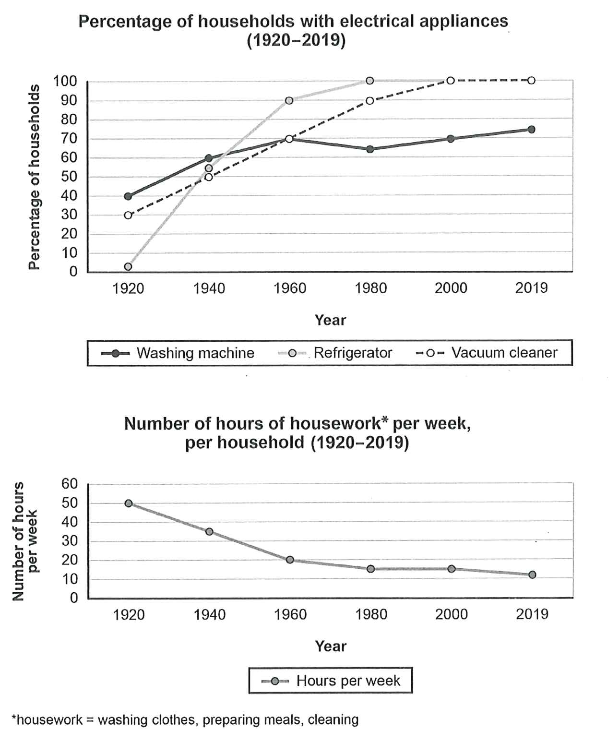 Percentage of households with electrical appliances
(1920–2019)
Percentage of households
100
90
80
70
60
50
40
30
20
10
0
1920 1940 1960 1980 2000 2019
Year
Washing machine Refrigerator Vacuum cleaner
Number of hours of housework* per week,
per household (1920–2019)
Number of hours
per week
60
50
40
30
20
10
0
1920 1940 1960 1980 2000 2019
Year
Hours per week
*housework = washing clothes, preparing meals, cleaning